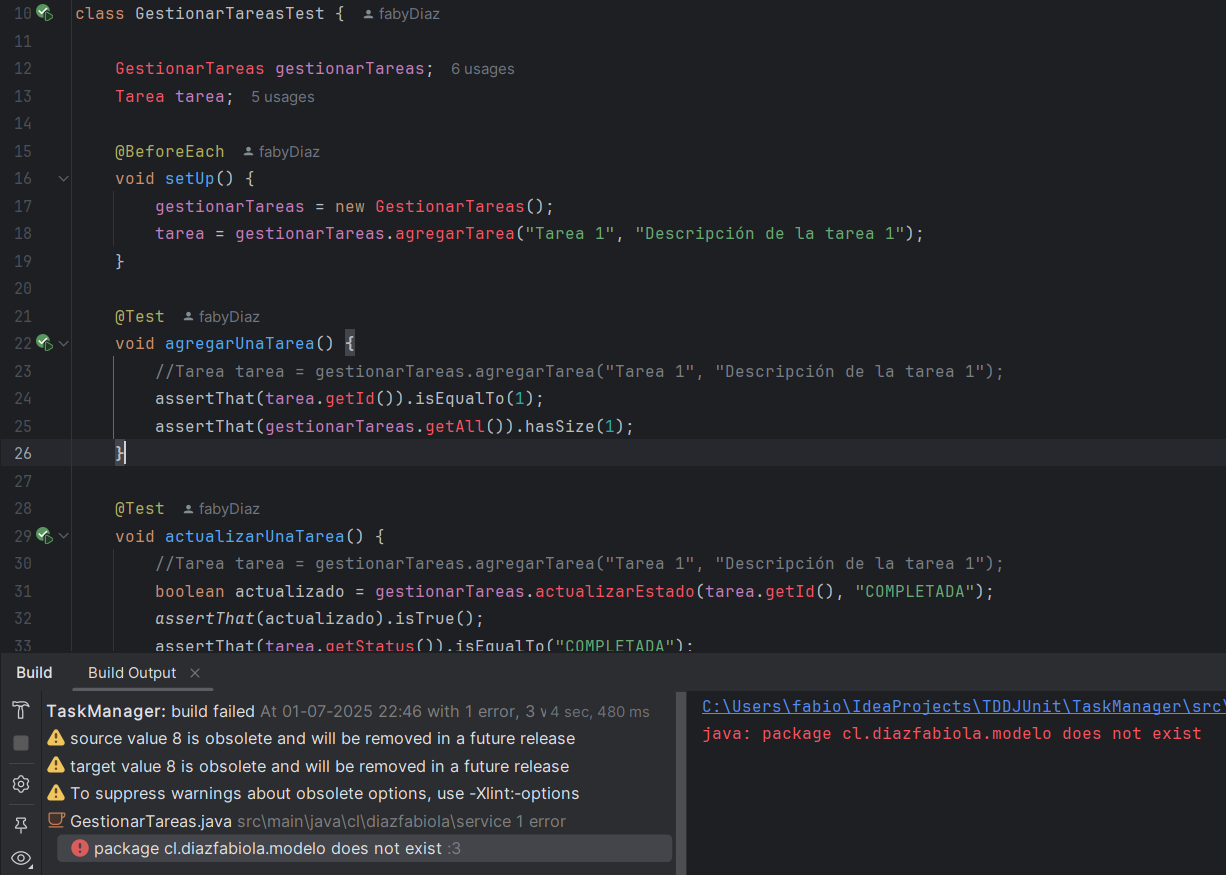 10 class GestionarTareasTest { fabyDiaz
11
12 GestionarTareas gestionarTareas; 6 usages
13 Tarea tarea; 5 usages
14
15 @BeforeEach fabyDiaz
16 void setUp() {
17 gestionarTareas = new GestionarTareas();
18 tarea = gestionarTareas.agregarTarea("Tarea 1", "Descripción de la tarea 1");
19 }
20
21 @Test fabyDiaz
22 void agregarUnaTarea() {
23 //Tarea tarea = gestionarTareas.agregarTarea("Tarea 1", "Descripción de la tarea 1");
24 assertThat(tarea.getId()).isEqualTo(1);
25 assertThat(gestionarTareas.getAll()).hasSize(1);
26 }
27
28 @Test fabyDiaz
29 void actualizarUnaTarea() {
30 //Tarea tarea = gestionarTareas.agregarTarea("Tarea 1", "Descripción de la tarea 1");
31 boolean actualizado = gestionarTareas.actualizarEstado(tarea.getId(), "COMPLETADA");
32 assertThat(actualizado).isTrue();
33 assertThat(tarea.getStatus()).isEqualTo("COMPLETADA");
Build Build Output
TaskManager: build failed At 01-07-2025 22:46 with 1 error, 3 w 4 sec, 480 ms
source value 8 is obsolete and will be removed in a future release
target value 8 is obsolete and will be removed in a future release
To suppress warnings about obsolete options, use -Xlint:-options
GestionarTareas.java src\main\java\cl\diazfabiola\service 1 error
package cl.diazfabiola.modelo does not exist :3
C:\Users\fabio\IdeaProjects\TDDJUnit\TaskManager\src\
java: package cl.diazfabiola.modelo does not exist